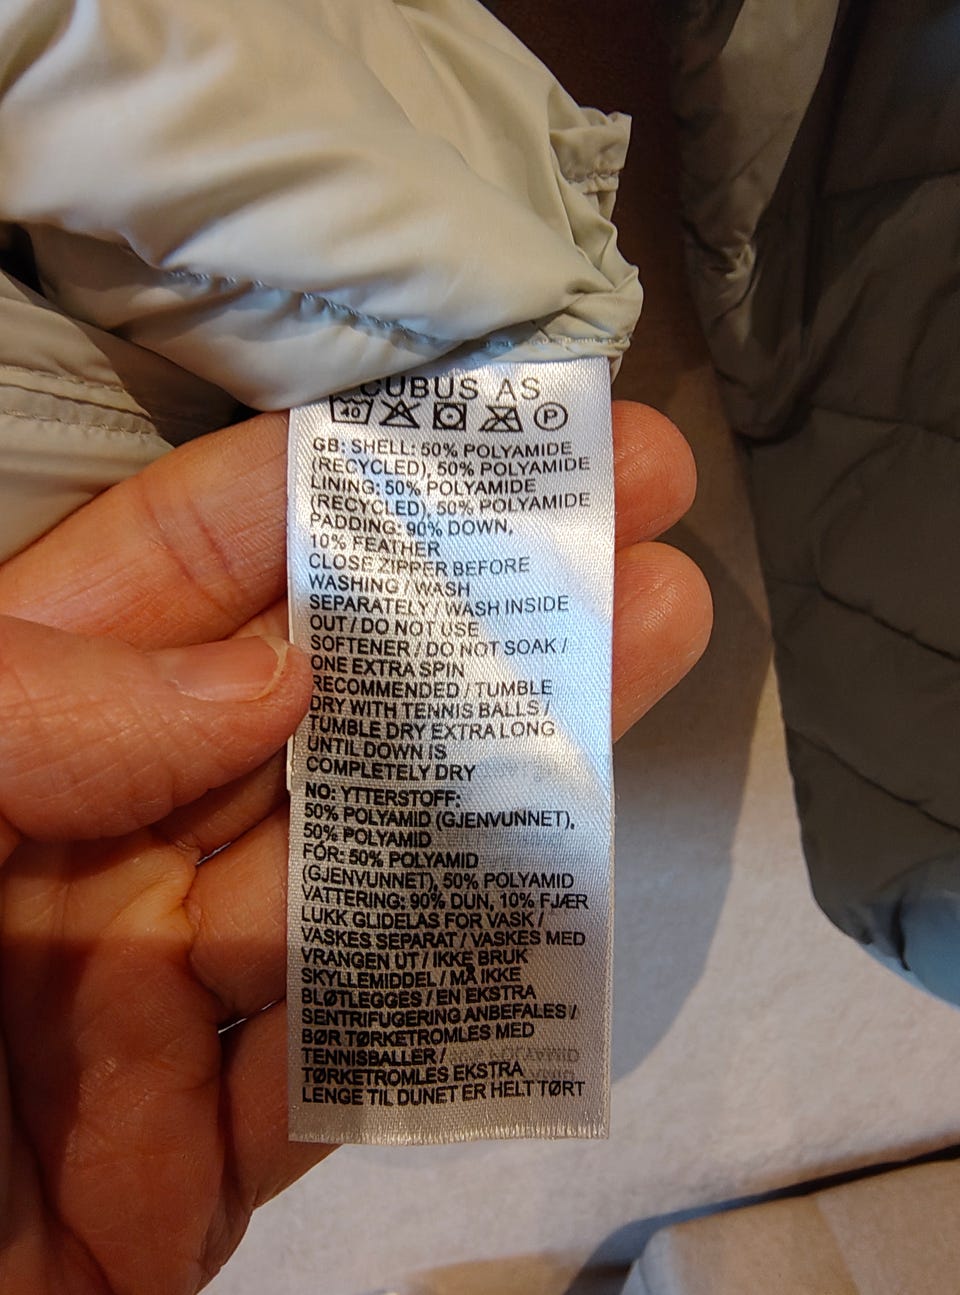 CUBUS AS
40 P
GB: SHELL: 50% POLYAMIDE
(RECYCLED), 50% POLYAMIDE
LINING: 50% POLYAMIDE
(RECYCLED), 50% POLYAMIDE
PADDING: 90% DOWN,
10% FEATHER
CLOSE ZIPPER BEFORE
WASHING / WASH
SEPARATELY / WASH INSIDE
OUT / DO NOT USE
SOFTENER / DO NOT SOAK /
ONE EXTRA SPIN
RECOMMENDED / TUMBLE
DRY WITH TENNIS BALLS /
TUMBLE DRY EXTRA LONG
UNTIL DOWN IS
COMPLETELY DRY
NO: YTTERSTOFF:
50% POLYAMID (GJENVUNNET),
50% POLYAMID
FÓR: 50% POLYAMID
(GJENVUNNET), 50% POLYAMID
VATTERING: 90% DUN, 10% FJÆR
LUKK GLIDELÅS FØR VASK /
VASKES SEPARAT / VASKES MED
VRANGEN UT / IKKE BRUK
SKYLLEMIDDEL / MÅ IKKE
BLØTLEGGES / EN EKSTRA
SENTRIFUGERING ANBEFALES /
BØR TØRKETROMLES MED
TENNISBALLER /
TØRKETROMLES EKSTRA
LENGE TIL DUNET ER HELT TØRT